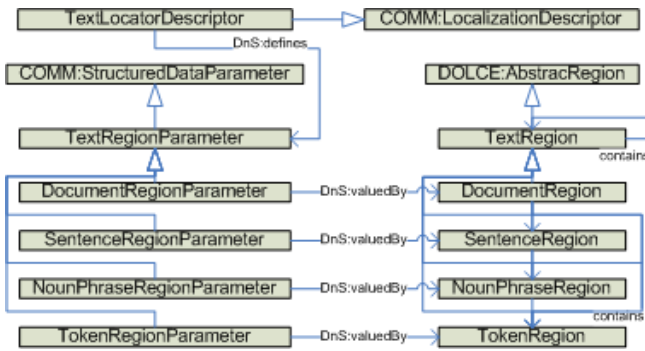 TextLocatorDescriptor
COMM:LocalizationDescriptor
DnS:defines
COMM:StructuredDataParameter
DOLCE:AbstracRegion
TextRegionParameter
TextRegion
contains
DocumentRegionParameter
DnS:valuedBy
DocumentRegion
SentenceRegionParameter
DnS:valuedBy
SentenceRegion
NounPhraseRegionParameter
DnS:valuedBy
NounPhraseRegion
contains
TokenRegionParameter
DnS:valuedBy
TokenRegion